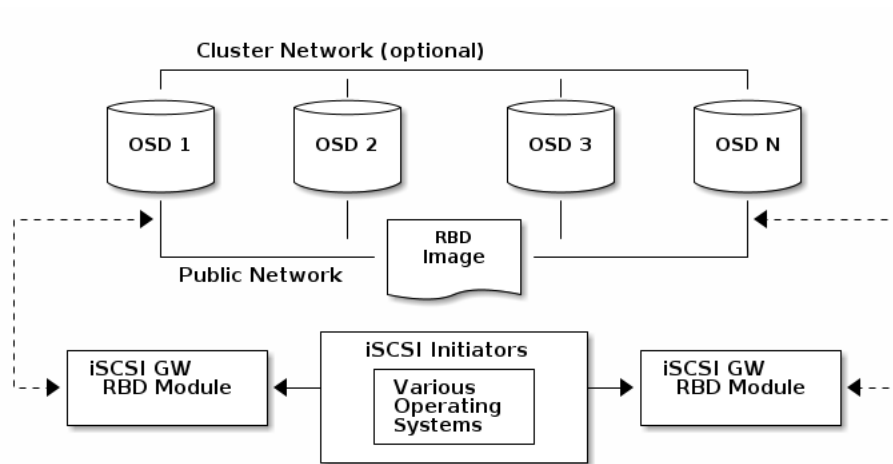 Cluster Network (optional)
OSD 1
OSD 2
OSD 3
OSD N
RBD
Image
Public Network
iSCSI GW
RBD Module
iSCSI Initiators
Various
Operating
Systems
iSCSI GW
RBD Module